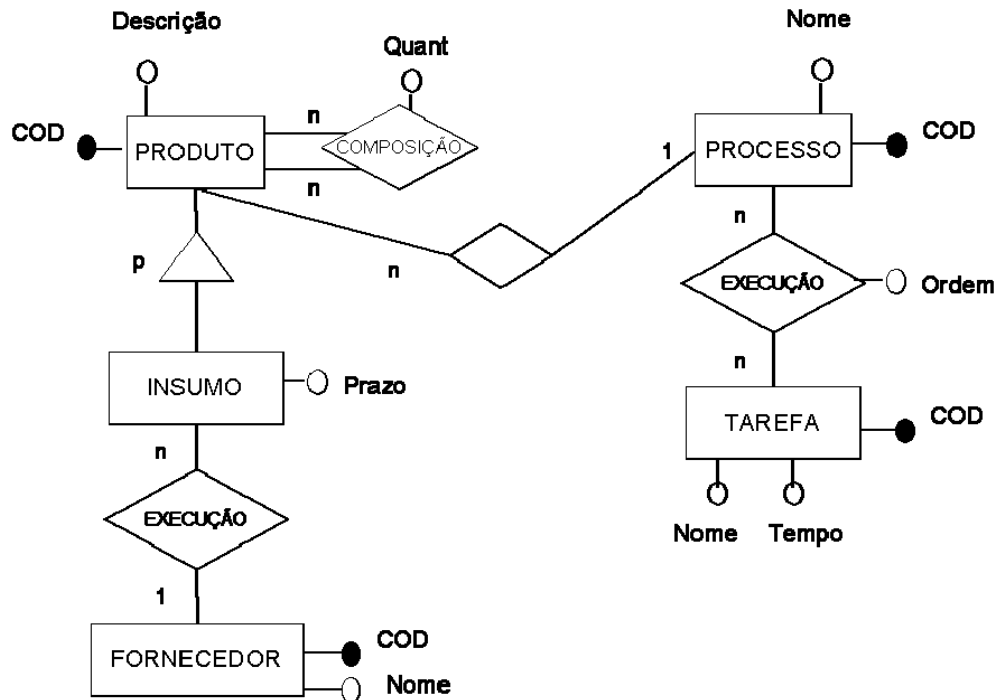 Descrição
Quant
Nome
COD
PRODUTO
n
COMPOSIÇÃO
n
1
PROCESSO
COD
n
n
p
EXECUÇÃO
Ordem
INSUMO
Prazo
n
TAREFA
COD
n
EXECUÇÃO
Nome
Tempo
1
FORNECEDOR
COD
Nome